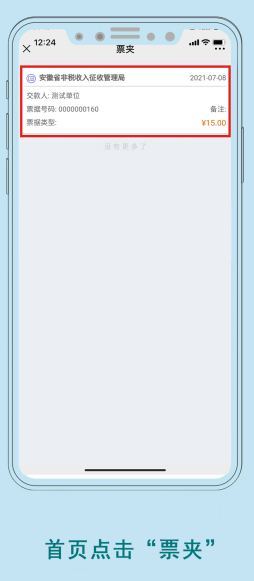 12:24
票夹
安徽省非税收入征收管理局 2021-07-08
交款人: 测试单位
票据号码: 0000000160 备注:
票据类型: ¥15.00
没有更多了
首页点击“票夹”